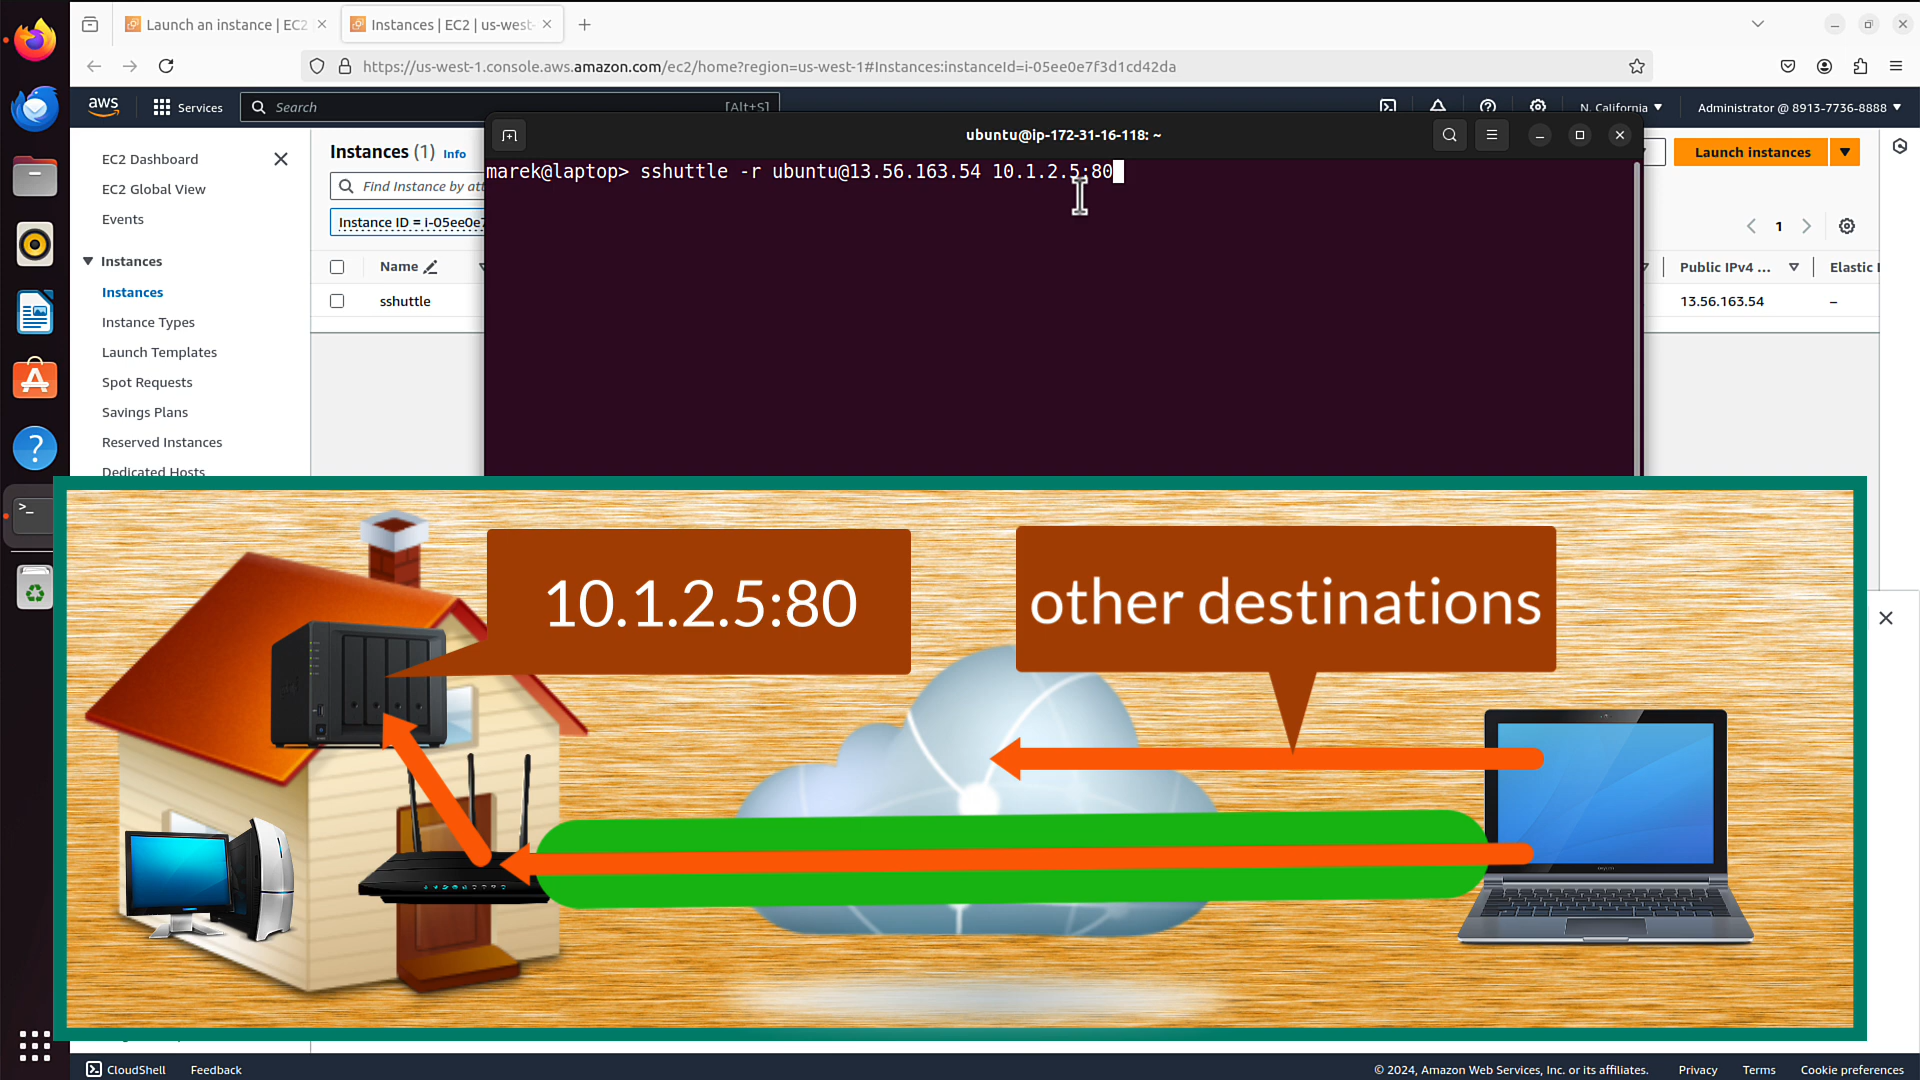 Launch an instance | EC2
Instances | EC2 | us-west-
https://us-west-1.console.aws.amazon.com/ec2/home?region=us-west-1#Instances:instanceId=i-05ee0e7f3d1cd42da
aws
Services
Search
[Alt+S]
N. California
Administrator @ 8913-7736-8888
EC2 Dashboard
EC2 Global View
Events
Instances
Instances
Instance Types
Launch Templates
Spot Requests
Savings Plans
Reserved Instances
Dedicated Hosts
Instances (1) Info
Find Instance by att
Instance ID = i-05ee0e7
Name
sshuttle
Launch instances
1
Public IPv4 ...
Elastic I
13.56.163.54
–
ubuntu@ip-172-31-16-118: ~
marek@laptop> sshuttle -r ubuntu@13.56.163.54 10.1.2.5:80
10.1.2.5:80
other destinations
CloudShell
Feedback
© 2024, Amazon Web Services, Inc. or its affiliates.
Privacy
Terms
Cookie preferences